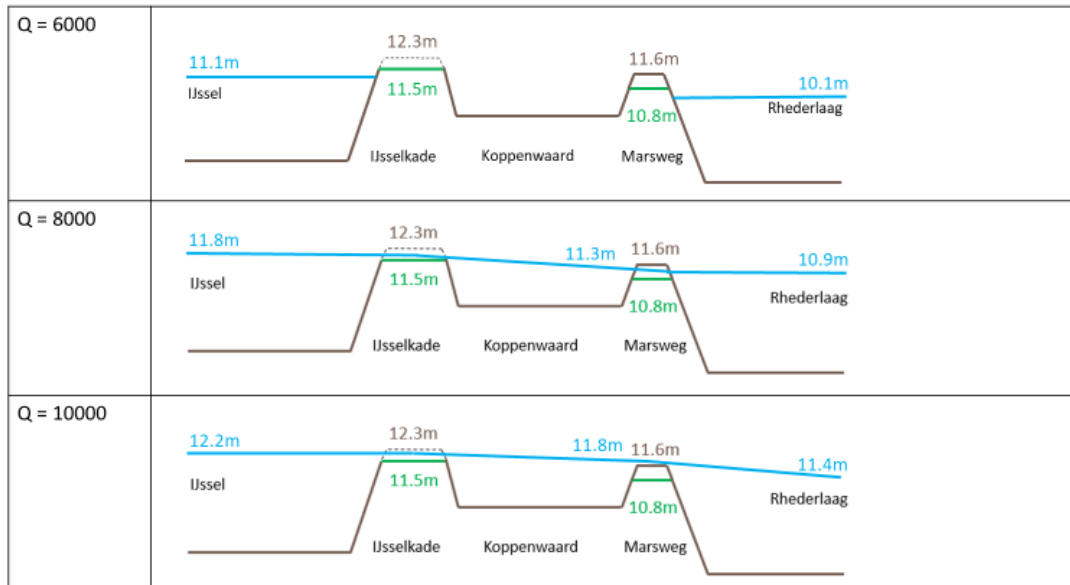 Q = 6000
12.3m
11.1m
11.6m
10.1m
IJssel
11.5m
10.8m
Rhederlaag
IJsselkade
Koppenwaard
Marsweg
Q = 8000
12.3m
11.8m
11.3m
11.6m
10.9m
IJssel
11.5m
10.8m
Rhederlaag
IJsselkade
Koppenwaard
Marsweg
Q = 10000
12.3m
12.2m
11.8m
11.6m
11.4m
IJssel
11.5m
10.8m
Rhederlaag
IJsselkade
Koppenwaard
Marsweg